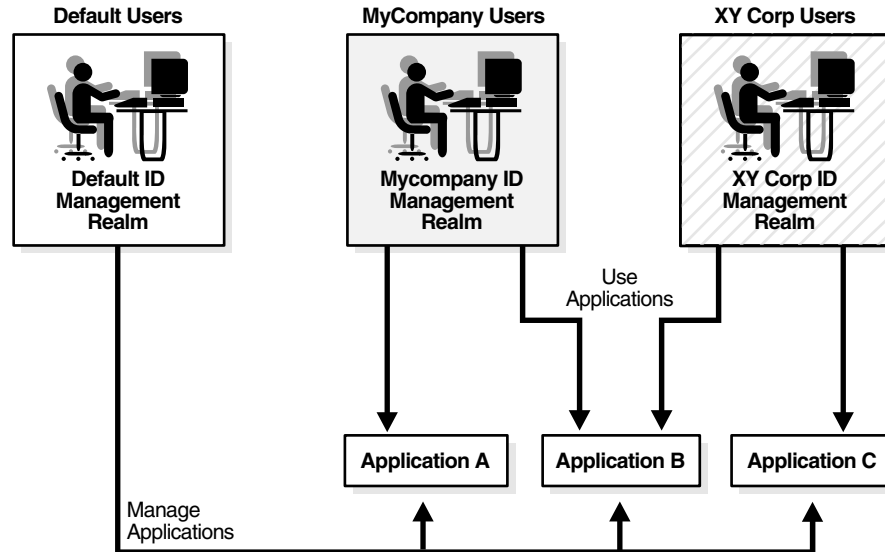 Default Users
MyCompany Users
XY Corp Users
Default ID
Management
Realm
Mycompany ID
Management
Realm
XY Corp ID
Management
Realm
Use
Applications
Application A
Application B
Application C
Manage
Applications